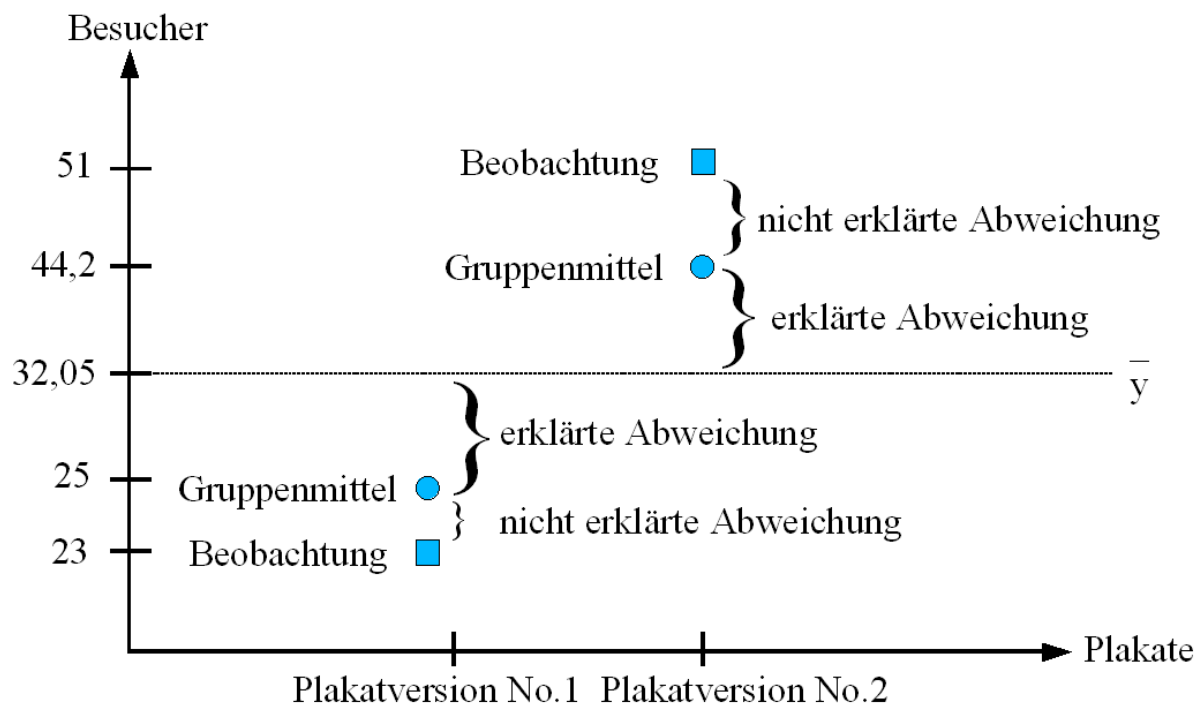 Besucher
51
Beobachtung
nicht erklärte Abweichung
44,2
Gruppenmittel
erklärte Abweichung
32,05
y̅
erklärte Abweichung
25
Gruppenmittel
nicht erklärte Abweichung
23
Beobachtung
Plakate
Plakatversion No.1
Plakatversion No.2